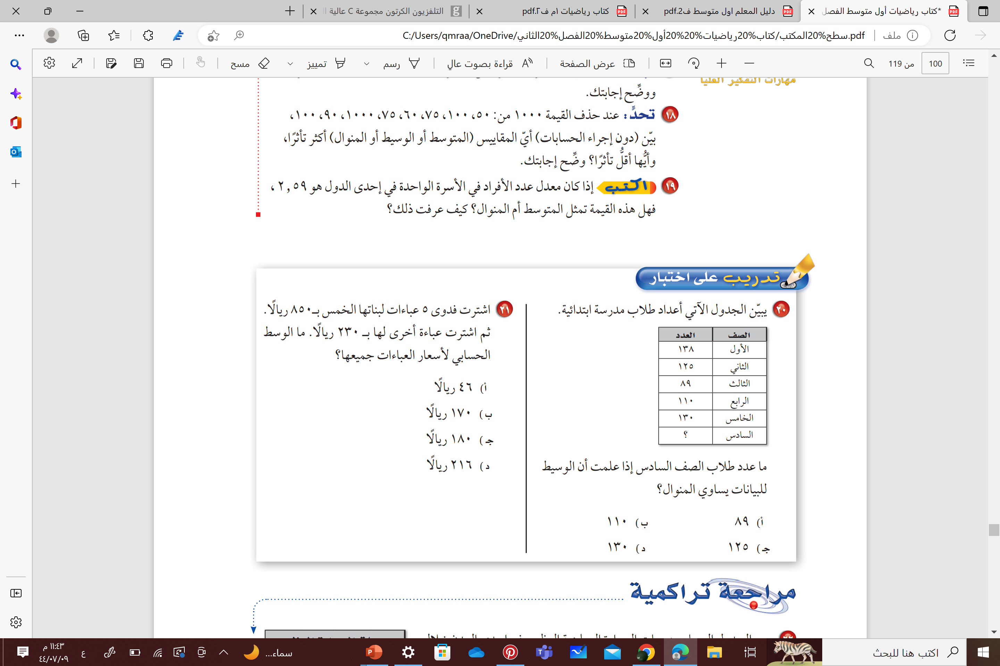 *كتاب رياضيات أول متوسط الفصل
دليل المعلم اول متوسط ف2.pdf
كتاب رياضيات ١م ف٢.pdf
التلفزيون الكرتون مجموعة C عالية
ملف
C:/Users/qmraa/OneDrive/سطح%20المكتب/كتاب%20رياضيات%20%20أول%20متوسط%20الفصل%20الثاني.pdf
100 من 119
عرض الصفحة
قراءة بصوت عالٍ
رسم
تمييز
مسح
مهارات التفكير العليا
ووضِّح إجابتك.
١٨ تحدٍّ: عند حذف القيمة ١٠٠٠ من: ٥٠، ١٠٠، ٧٥، ٦٠، ٧٥، ١٠٠٠، ٩٠، ١٠٠،
بيّن (دون إجراء الحسابات) أيّ المقاييس (المتوسط أو الوسيط أو المنوال) أكثر تأثرًا،
وأيُّها أقلُّ تأثرًا؟ وضِّح إجابتك.
١٩ اكتب إذا كان معدل عدد الأفراد في الأسرة الواحدة في إحدى الدول هو ٢,٥٩ ،
فهل هذه القيمة تمثل المتوسط أم المنوال؟ كيف عرفت ذلك؟
تدريب على اختبار
٢٠ يبيّن الجدول الآتي أعداد طلاب مدرسة ابتدائية.
الصف العدد
الأول ١٣٨
الثاني ١٢٥
الثالث ٨٩
الرابع ١١٠
الخامس ١٣٠
السادس ؟
ما عدد طلاب الصف السادس إذا علمت أن الوسيط
للبيانات يساوي المنوال؟
أ) ٨٩ ب) ١١٠
جـ) ١٢٥ د) ١٣٠
٢١ اشترت فدوى ٥ عباءات لبناتها الخمس بـ٨٥٠ ريالًا.
ثم اشترت عباءة أخرى لها بـ ٢٣٠ ريالًا. ما الوسط
الحسابي لأسعار العباءات جميعها؟
أ) ٤٦ ريالًا
ب) ١٧٠ ريالًا
جـ) ١٨٠ ريالًا
د) ٢١٦ ريالًا
مراجعة تراكمية
اكتب هنا للبحث
سماء...
ع
١١:٤٣ م
٤٤/٠٧/٠٩